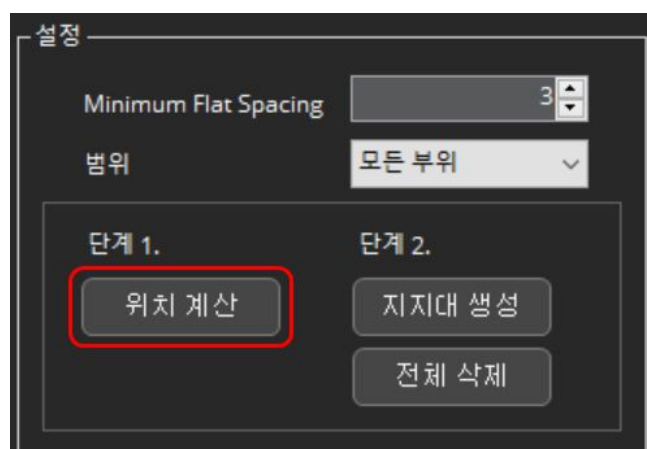 설정
Minimum Flat Spacing 3
범위 모든 부위
단계 1. 단계 2.
위치 계산 지지대 생성
전체 삭제